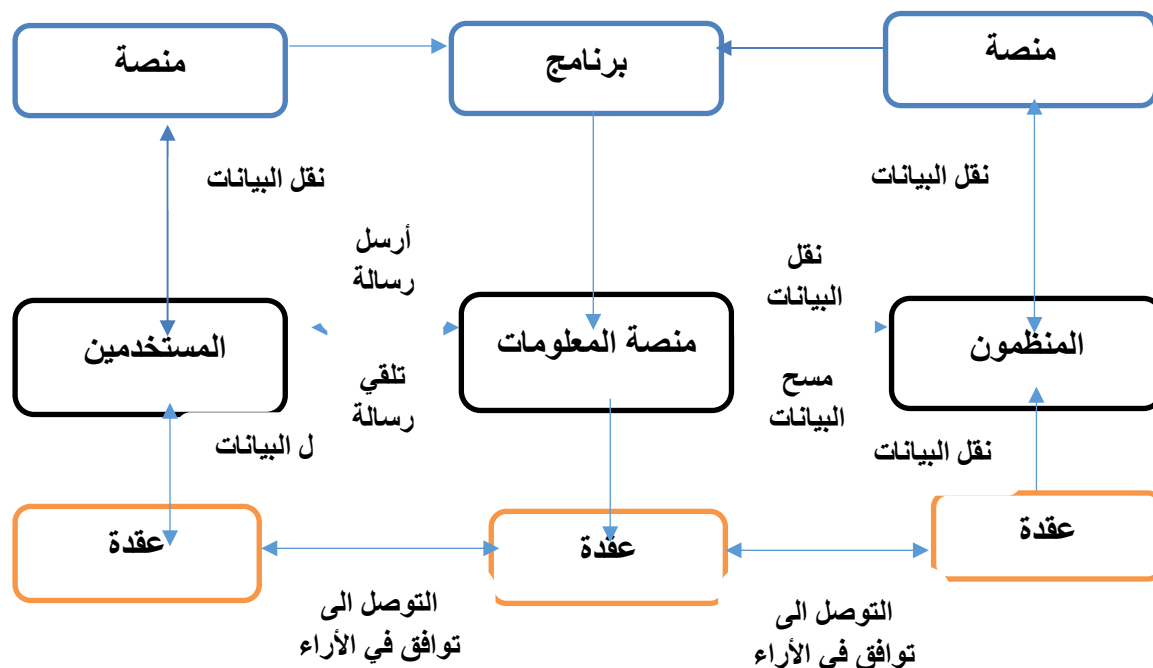 منصة
برنامج
منصة
نقل البيانات
نقل البيانات
أرسل
رسالة
نقل
البيانات
المنظمون
منصة المعلومات
المستخدمين
مسح
البيانات
تلقي
رسالة
نقل البيانات
ل البيانات
عقدة
عقدة
عقدة
التوصل الى
توافق في الأراء
التوصل الى
توافق في الأراء